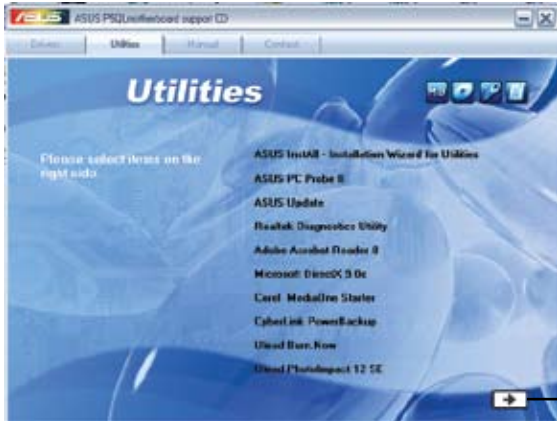 ASUS ASUS P5Q motherboard support CD
Drivers Utilities Manual Contact
Utilities
Please select items on the
right side
ASUS InstAll - Installation Wizard for Utilities
ASUS PC Probe II
ASUS Update
Realtek Diagnostics Utility
Adobe Acrobat Reader 8
Microsoft DirectX 9.0c
Corel MediaOne Starter
CyberLink PowerBackup
Ulead Burn.Now
Ulead PhotoImpact 12 SE